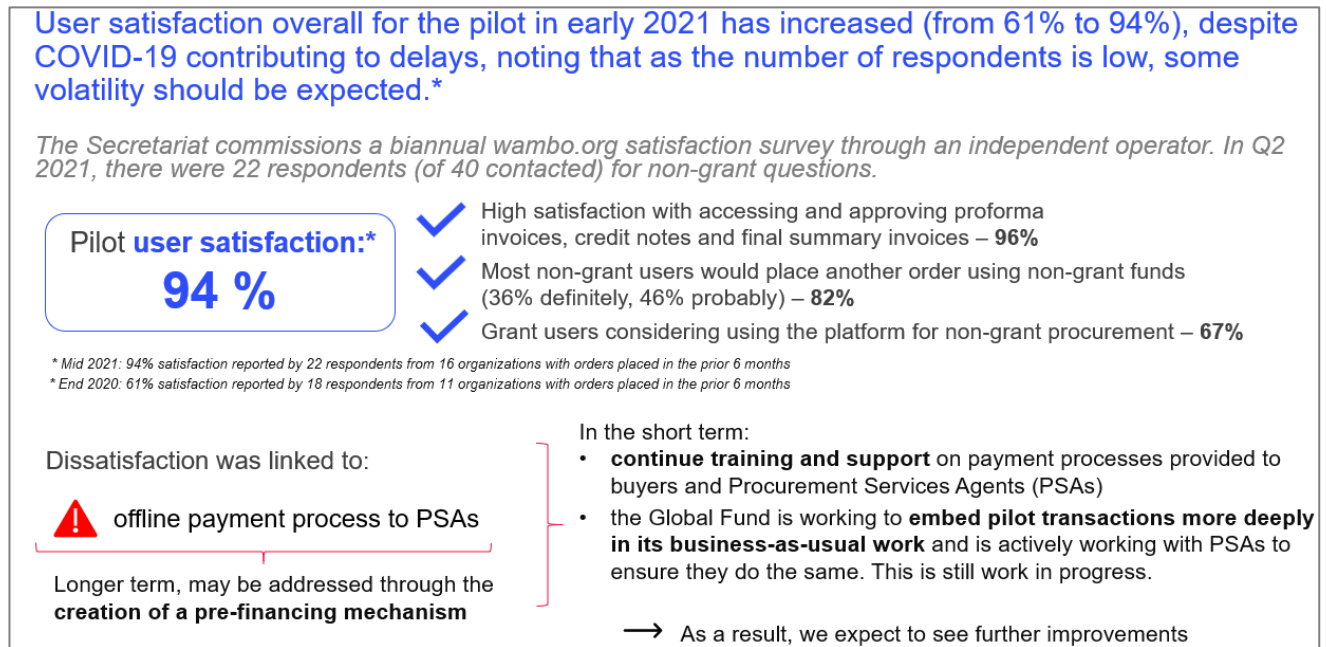 User satisfaction overall for the pilot in early 2021 has increased (from 61% to 94%), despite
COVID-19 contributing to delays, noting that as the number of respondents is low, some
volatility should be expected.*
The Secretariat commissions a biannual wambo.org satisfaction survey through an independent operator. In Q2
2021, there were 22 respondents (of 40 contacted) for non-grant questions.
Pilot user satisfaction:*
94 %
High satisfaction with accessing and approving proforma
invoices, credit notes and final summary invoices – 96%
Most non-grant users would place another order using non-grant funds
(36% definitely, 46% probably) – 82%
Grant users considering using the platform for non-grant procurement – 67%
* Mid 2021: 94% satisfaction reported by 22 respondents from 16 organizations with orders placed in the prior 6 months
* End 2020: 61% satisfaction reported by 18 respondents from 11 organizations with orders placed in the prior 6 months
Dissatisfaction was linked to:
offline payment process to PSAs
Longer term, may be addressed through the
creation of a pre-financing mechanism
In the short term:
• continue training and support on payment processes provided to
buyers and Procurement Services Agents (PSAs)
• the Global Fund is working to embed pilot transactions more deeply
in its business-as-usual work and is actively working with PSAs to
ensure they do the same. This is still work in progress.
→ As a result, we expect to see further improvements